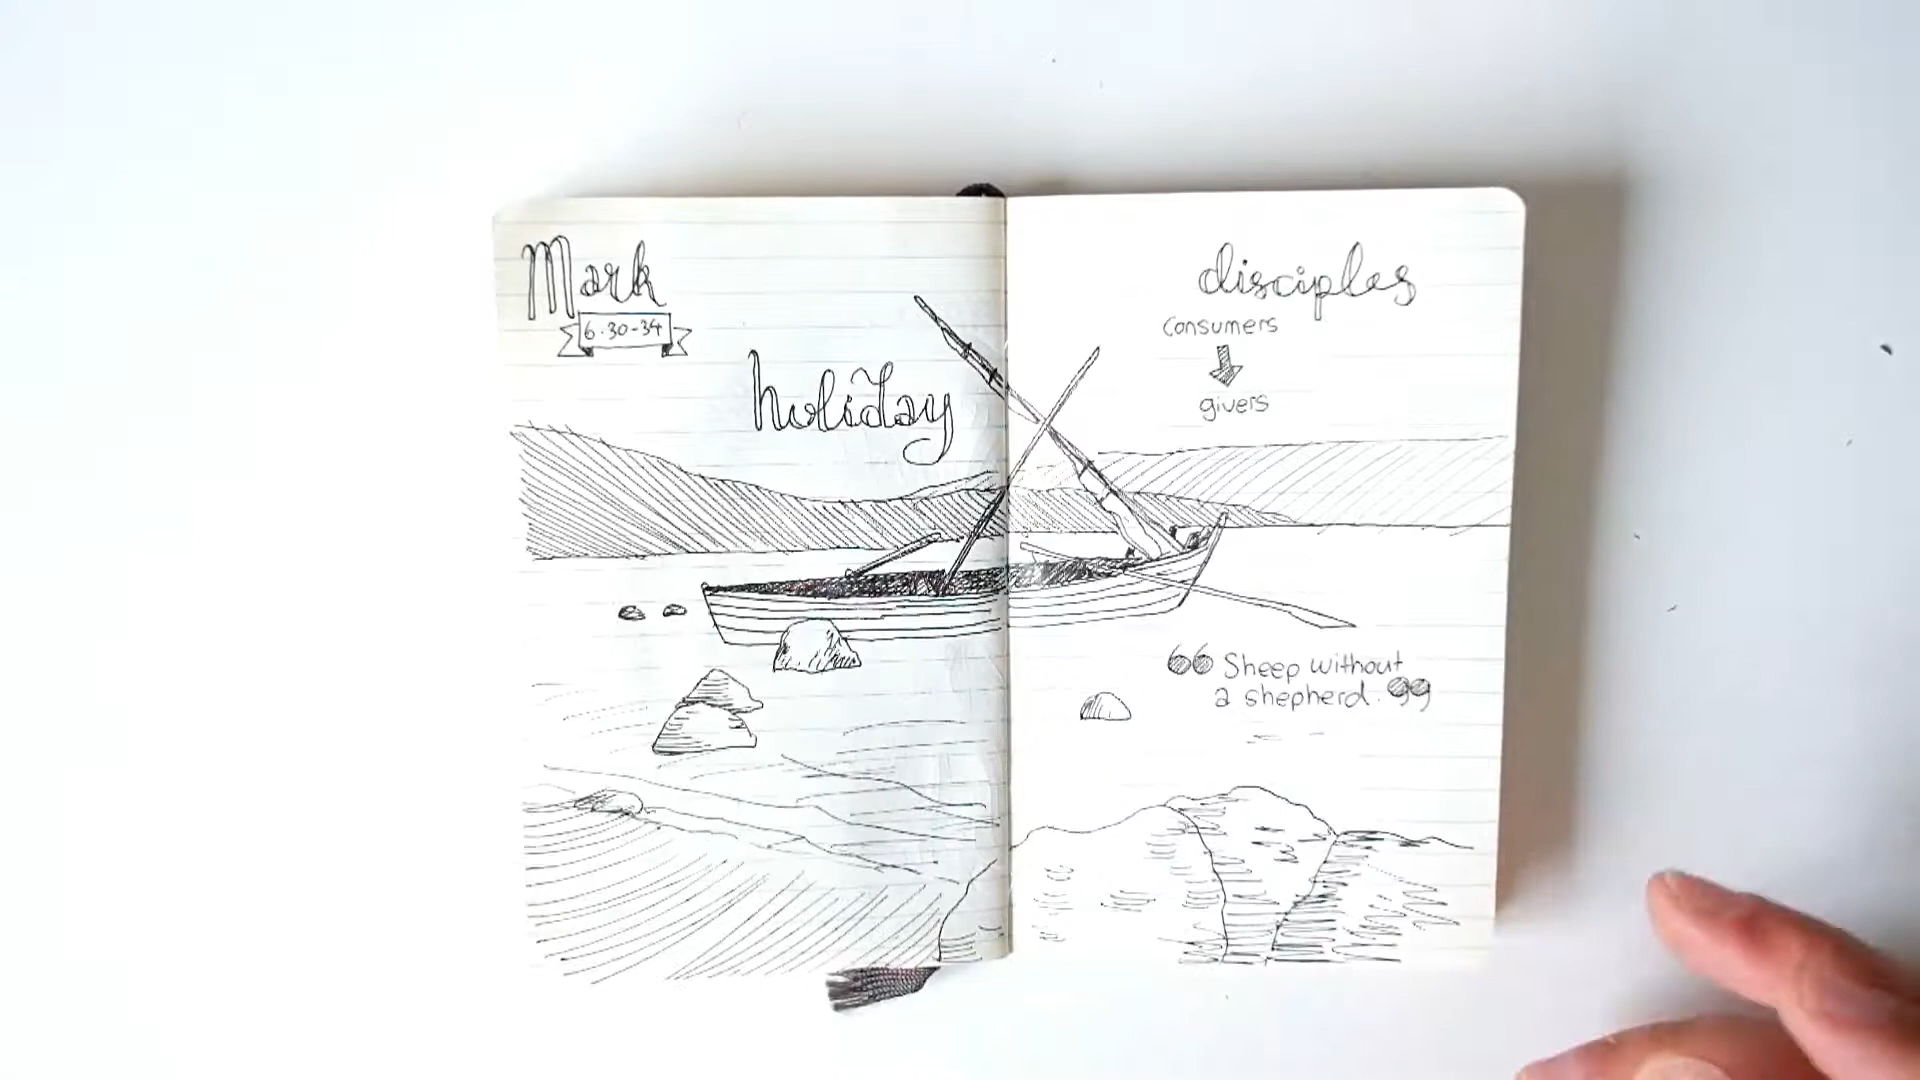 Mark
6.30-34
holiday
disciples
Consumers
givers
“Sheep without
a shepherd.”